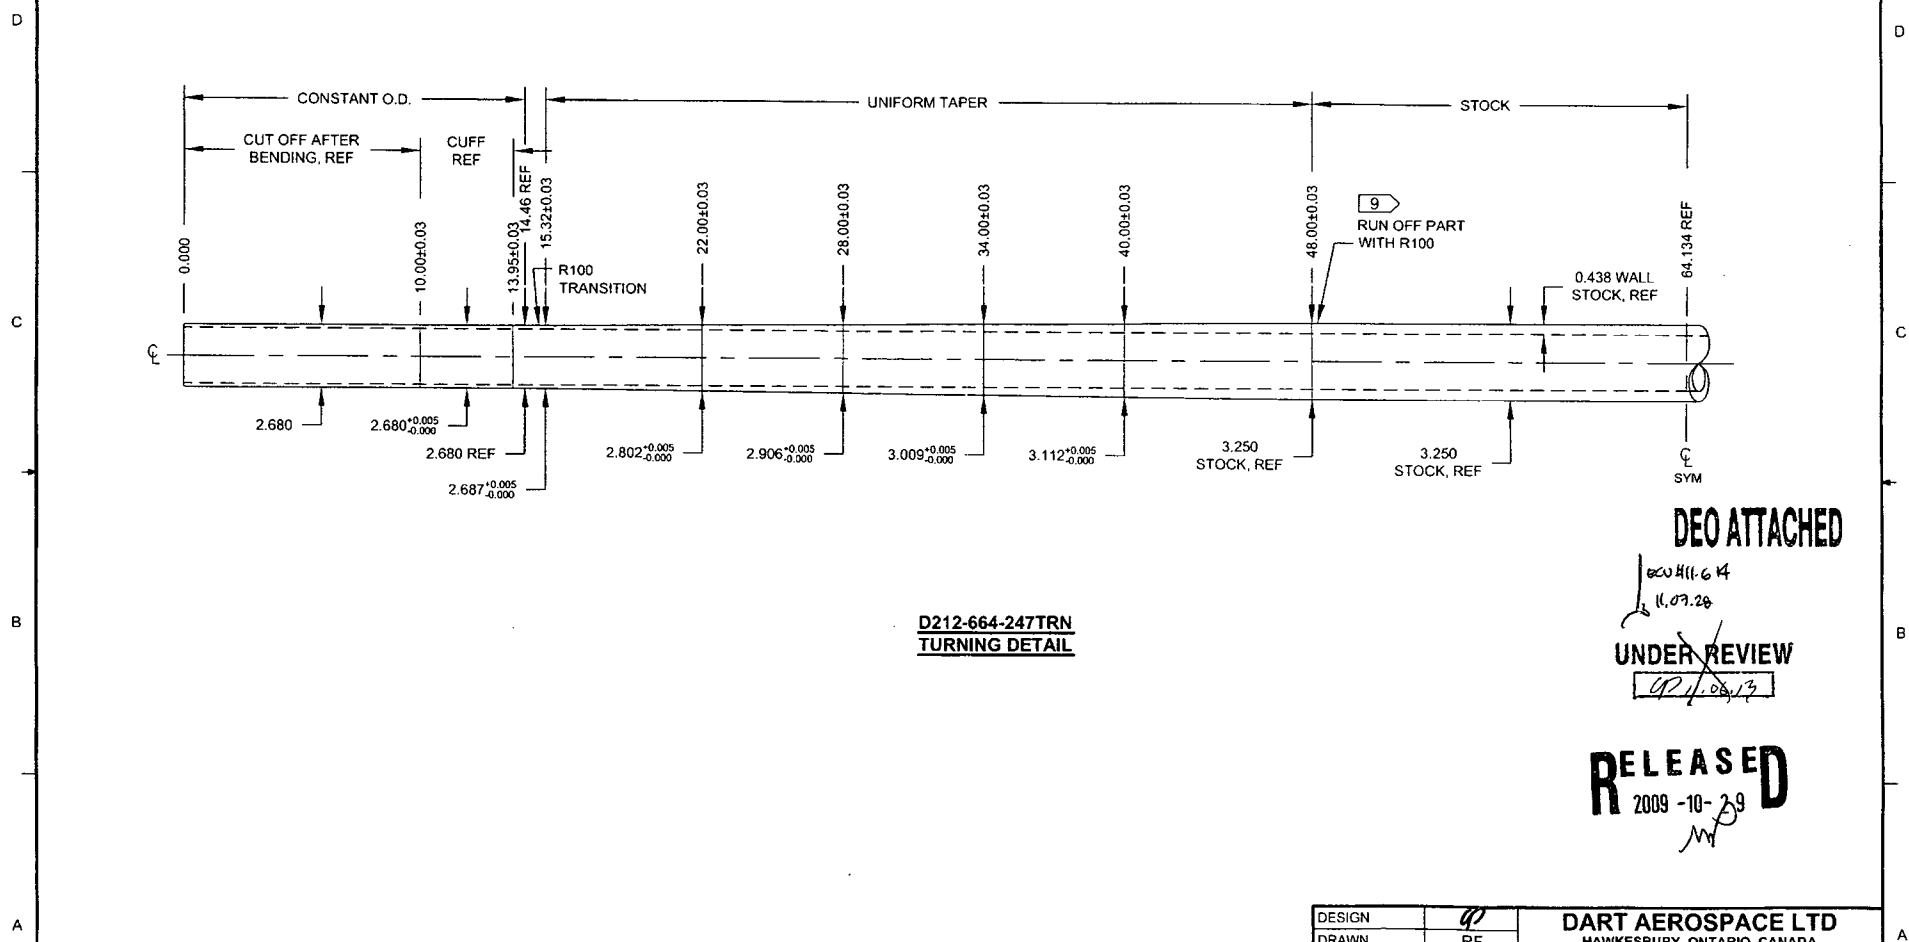 D
D
CONSTANT O.D.
UNIFORM TAPER
STOCK
CUT OFF AFTER
BENDING, REF
CUFF
REF
0.000
10.00±0.03
13.95±0.03
14.46 REF
15.32±0.03
22.00±0.03
28.00±0.03
34.00±0.03
40.00±0.03
48.00±0.03
64.134 REF
9
RUN OFF PART
WITH R100
R100
TRANSITION
0.438 WALL
STOCK, REF
C
C
2.680
2.680+0.005
-0.000
2.680 REF
2.687+0.005
-0.000
2.802+0.005
-0.000
2.906+0.005
-0.000
3.009+0.005
-0.000
3.112+0.005
-0.000
3.250
STOCK, REF
3.250
STOCK, REF
SYM
DEO ATTACHED
11.07.28
B
B
D212-664-247TRN
TURNING DETAIL
UNDER REVIEW
RELEASED
2009-10-29
A
A
DESIGN
DRAWN
RF
DART AEROSPACE LTD
HAWKESBURY, ONTARIO, CANADA